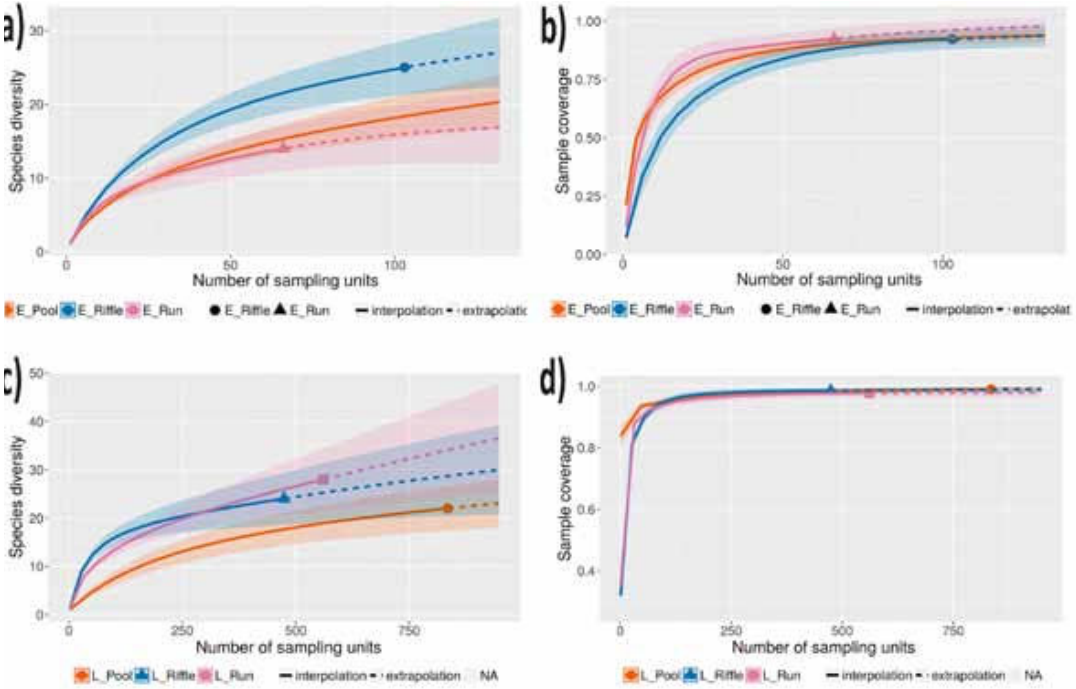 a)
30
20
10
0
Species diversity
0 50 100
Number of sampling units
E_Pool E_Riffle E_Run E_Riffle E_Run interpolation extrapolatio
b)
1.00
0.75
0.50
0.25
0.00
Sample coverage
0 50 100
Number of sampling units
E_Pool E_Riffle E_Run E_Riffle E_Run interpolation extrapolat
c)
50
40
30
20
10
0
Species diversity
0 250 500 750
Number of sampling units
L_Pool L_Riffle L_Run interpolation extrapolation NA
d)
1.0
0.8
0.6
0.4
Sample coverage
0 250 500 750
Number of sampling units
L_Pool L_Riffle L_Run interpolation extrapolation NA